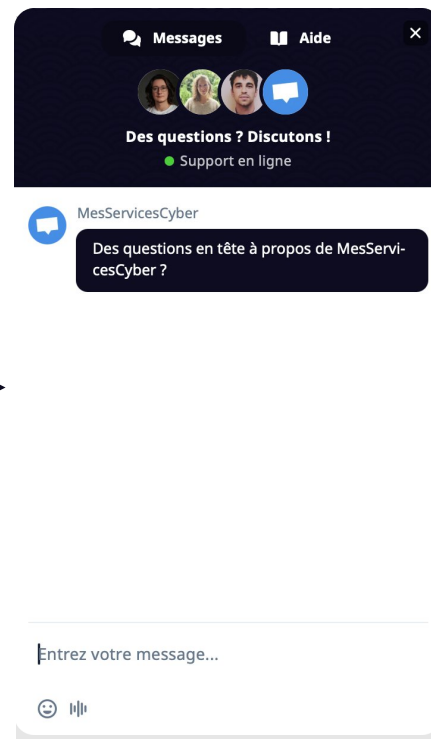 Messages Aide
Des questions ? Discutons !
Support en ligne
MesServicesCyber
Des questions en tête à propos de MesServi-
cesCyber ?
Entrez votre message...